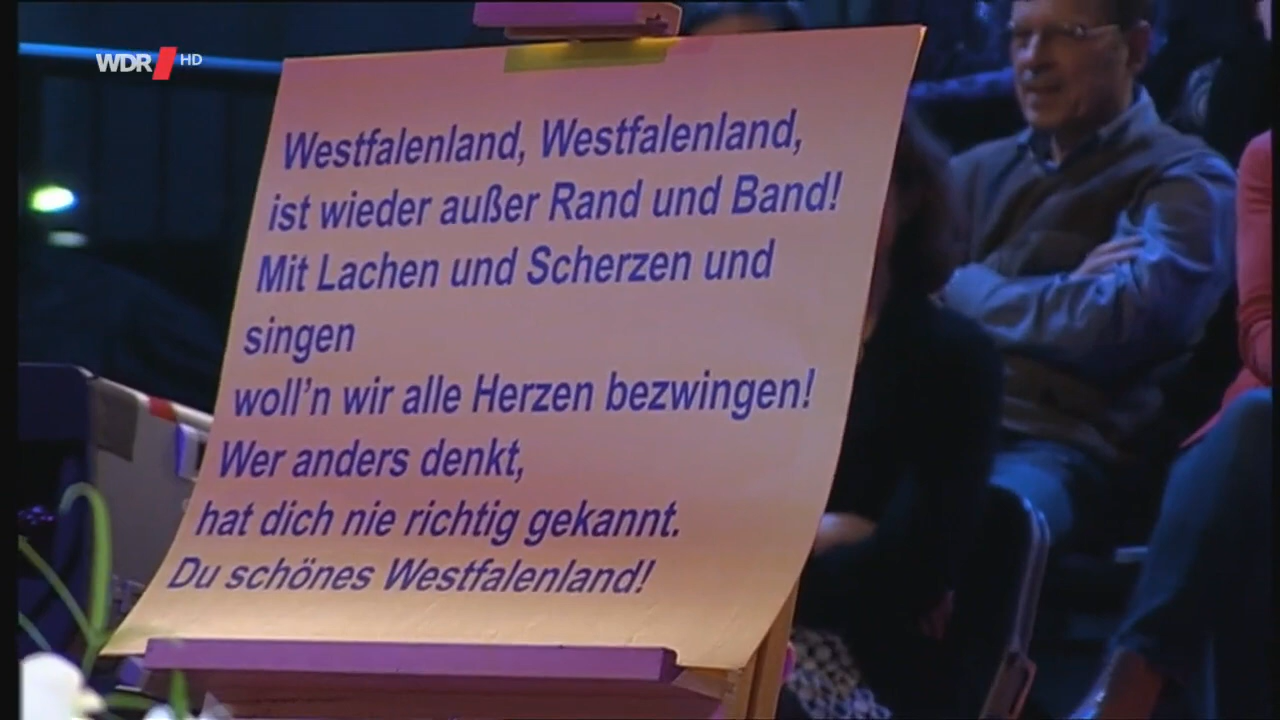 WDR HD
Westfalenland, Westfalenland,
ist wieder außer Rand und Band!
Mit Lachen und Scherzen und
singen
woll'n wir alle Herzen bezwingen!
Wer anders denkt,
hat dich nie richtig gekannt.
Du schönes Westfalenland!